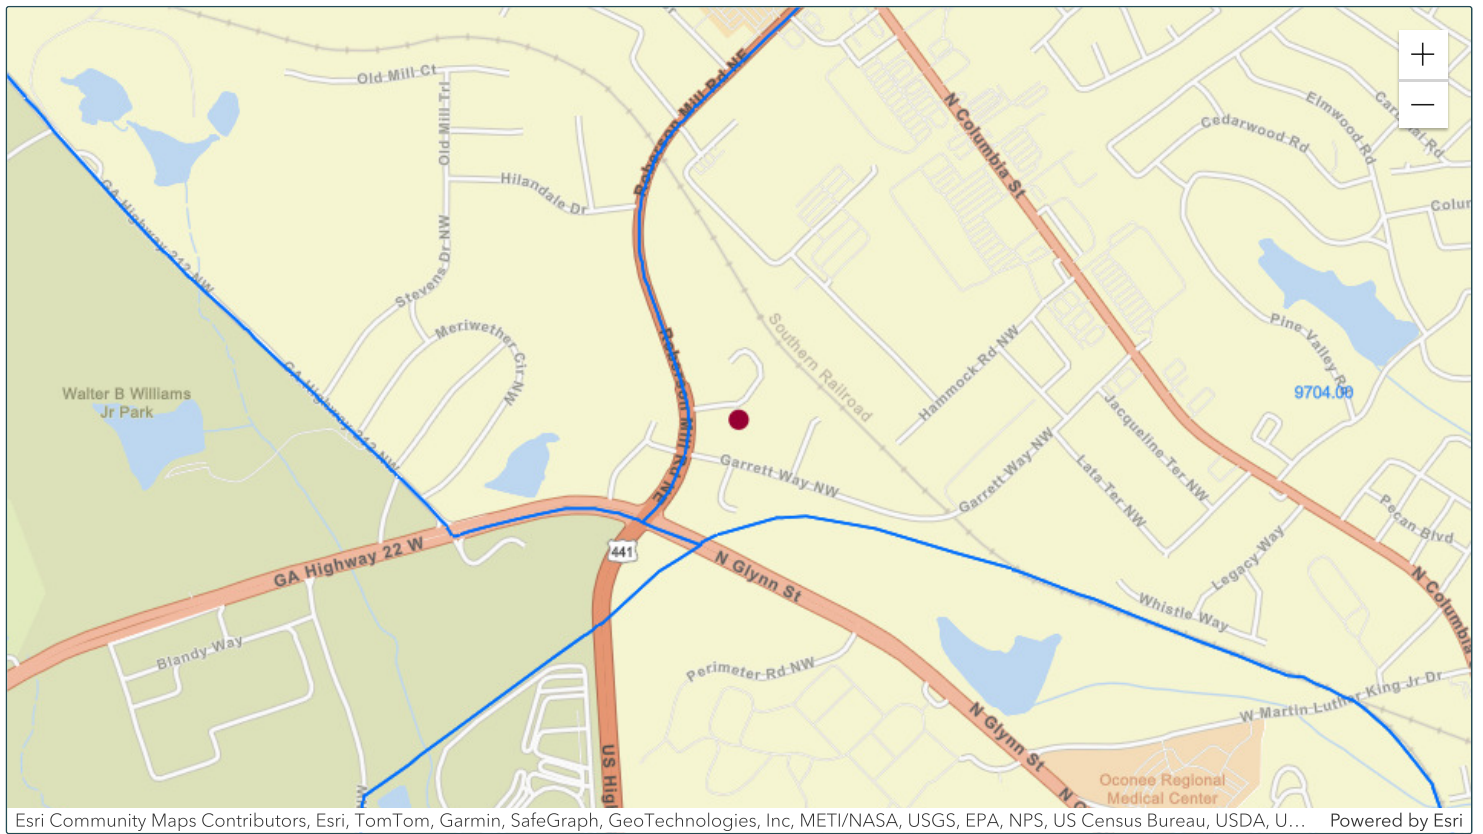 Old Mill Ct
Roberson Mill Rd NE
N Columbia St
Elmwood Rd
Cardinal Rd
Cedarwood Rd
Old Mill Trl
Hilandale Dr
GA Highway 212 NW
Colum
Stevens Dr NW
Meriwether Cir NW
Southern Railroad
Pine Valley Rd
Roberson Mill Rd NE
GA Highway 212 NW
Hammock Rd NW
9704.00
Walter B Williams
Jr Park
Jacqueline Ter NW
Garrett Way NW
Garrett Way NW
Lata Ter NW
Pecan Blvd
GA Highway 22 W
441
N Glynn St
Legacy Way
N Columbia
Whistle Way
Blandy Way
Perimeter Rd NW
W Martin Luther King Jr Dr
N Glynn St
US High
Oconee Regional
Medical Center
N G
Esri Community Maps Contributors, Esri, TomTom, Garmin, SafeGraph, GeoTechnologies, Inc, METI/NASA, USGS, EPA, NPS, US Census Bureau, USDA, U... Powered by Esri